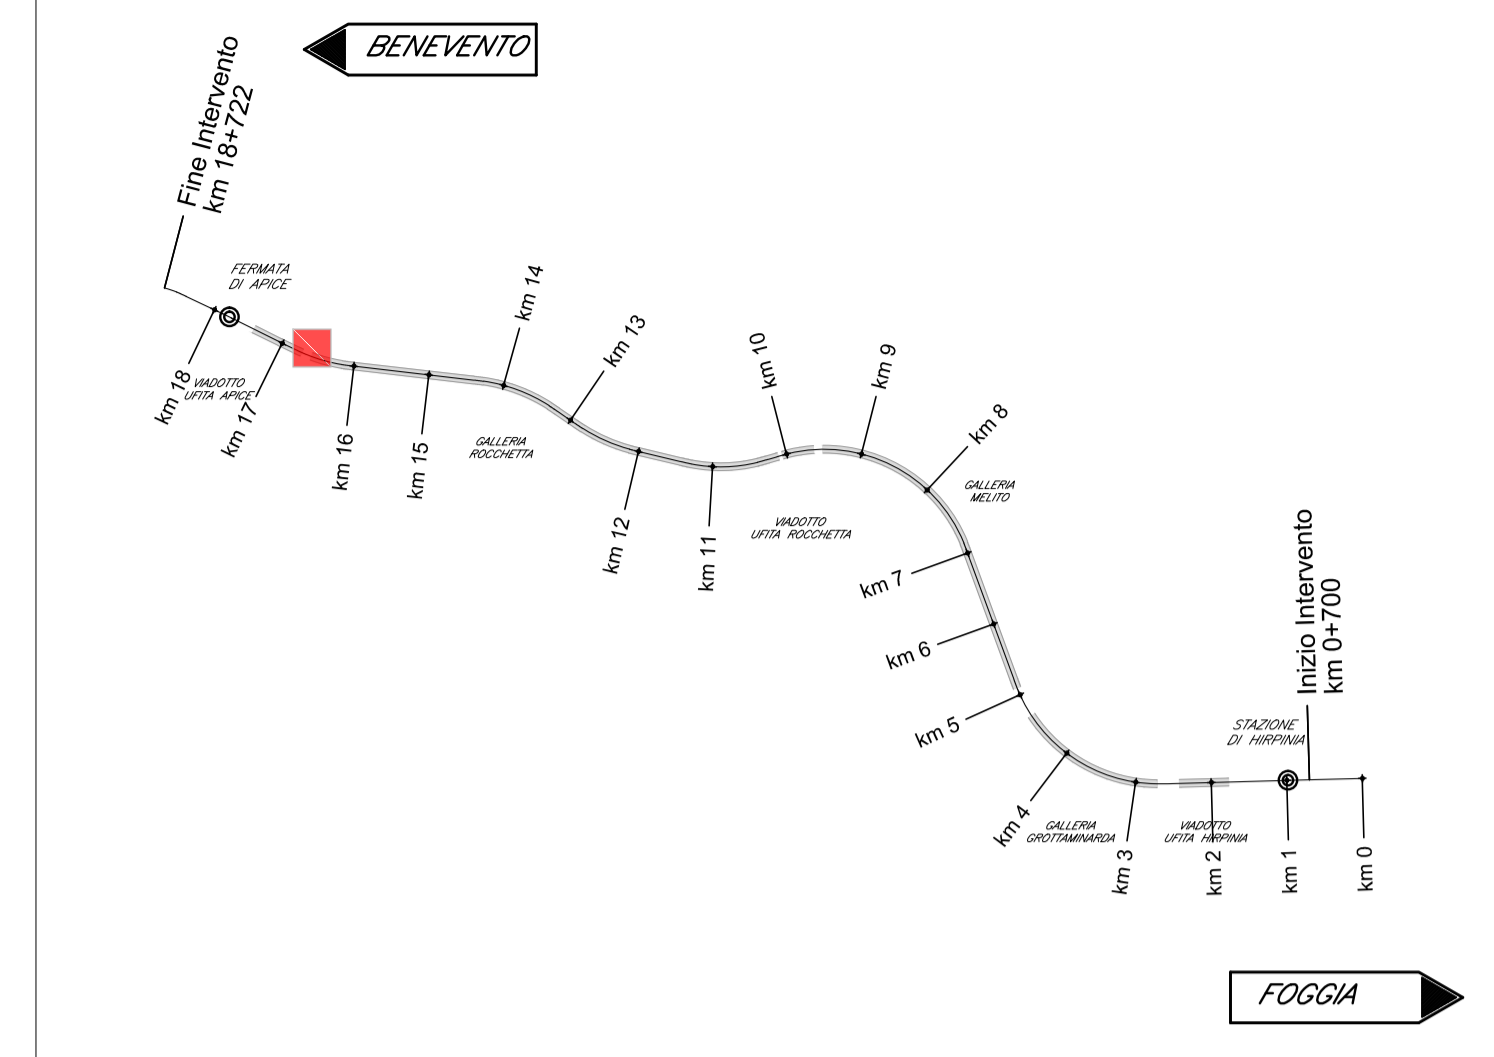 BENEVENTO
Fine Intervento
km 18+722
FERMATA
DI APICE
km 18
VIADOTTO
UFITA APICE
km 17
km 16
km 15
km 14
GALLERIA
ROCCHETTA
km 13
km 12
km 11
km 10
VIADOTTO
UFITA ROCCHETTA
km 9
km 8
GALLERIA
MELITO
km 7
km 6
km 5
km 4
GALLERIA
GROTTAMINARDA
km 3
VIADOTTO
UFITA HIRPINIA
km 2
STAZIONE
DI HIRPINIA
km 1
Inizio Intervento
km 0+700
km 0
FOGGIA